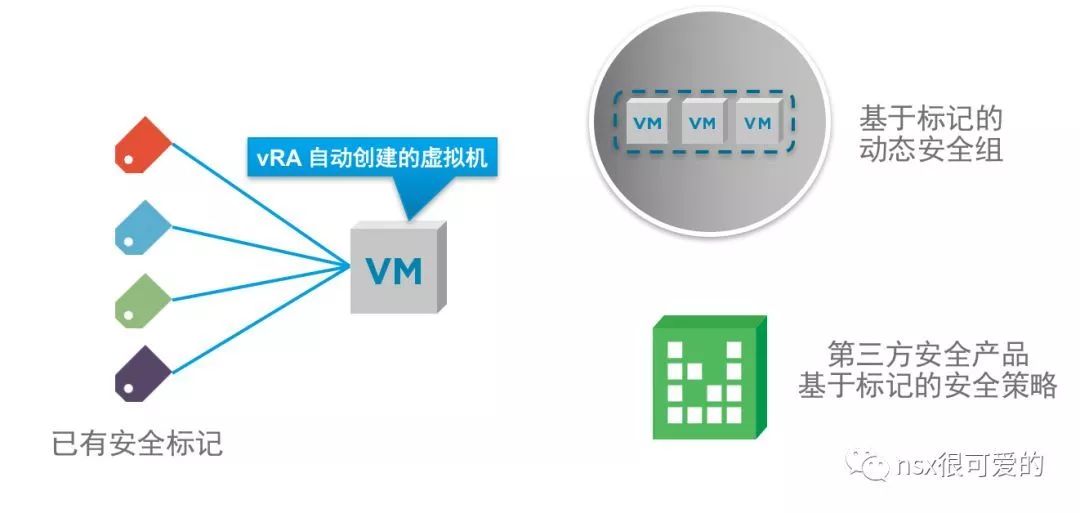 vRA 自动创建的虚拟机
VM
已有安全标记
VM VM VM
基于标记的
动态安全组
第三方安全产品
基于标记的安全策略
nsx很可爱的